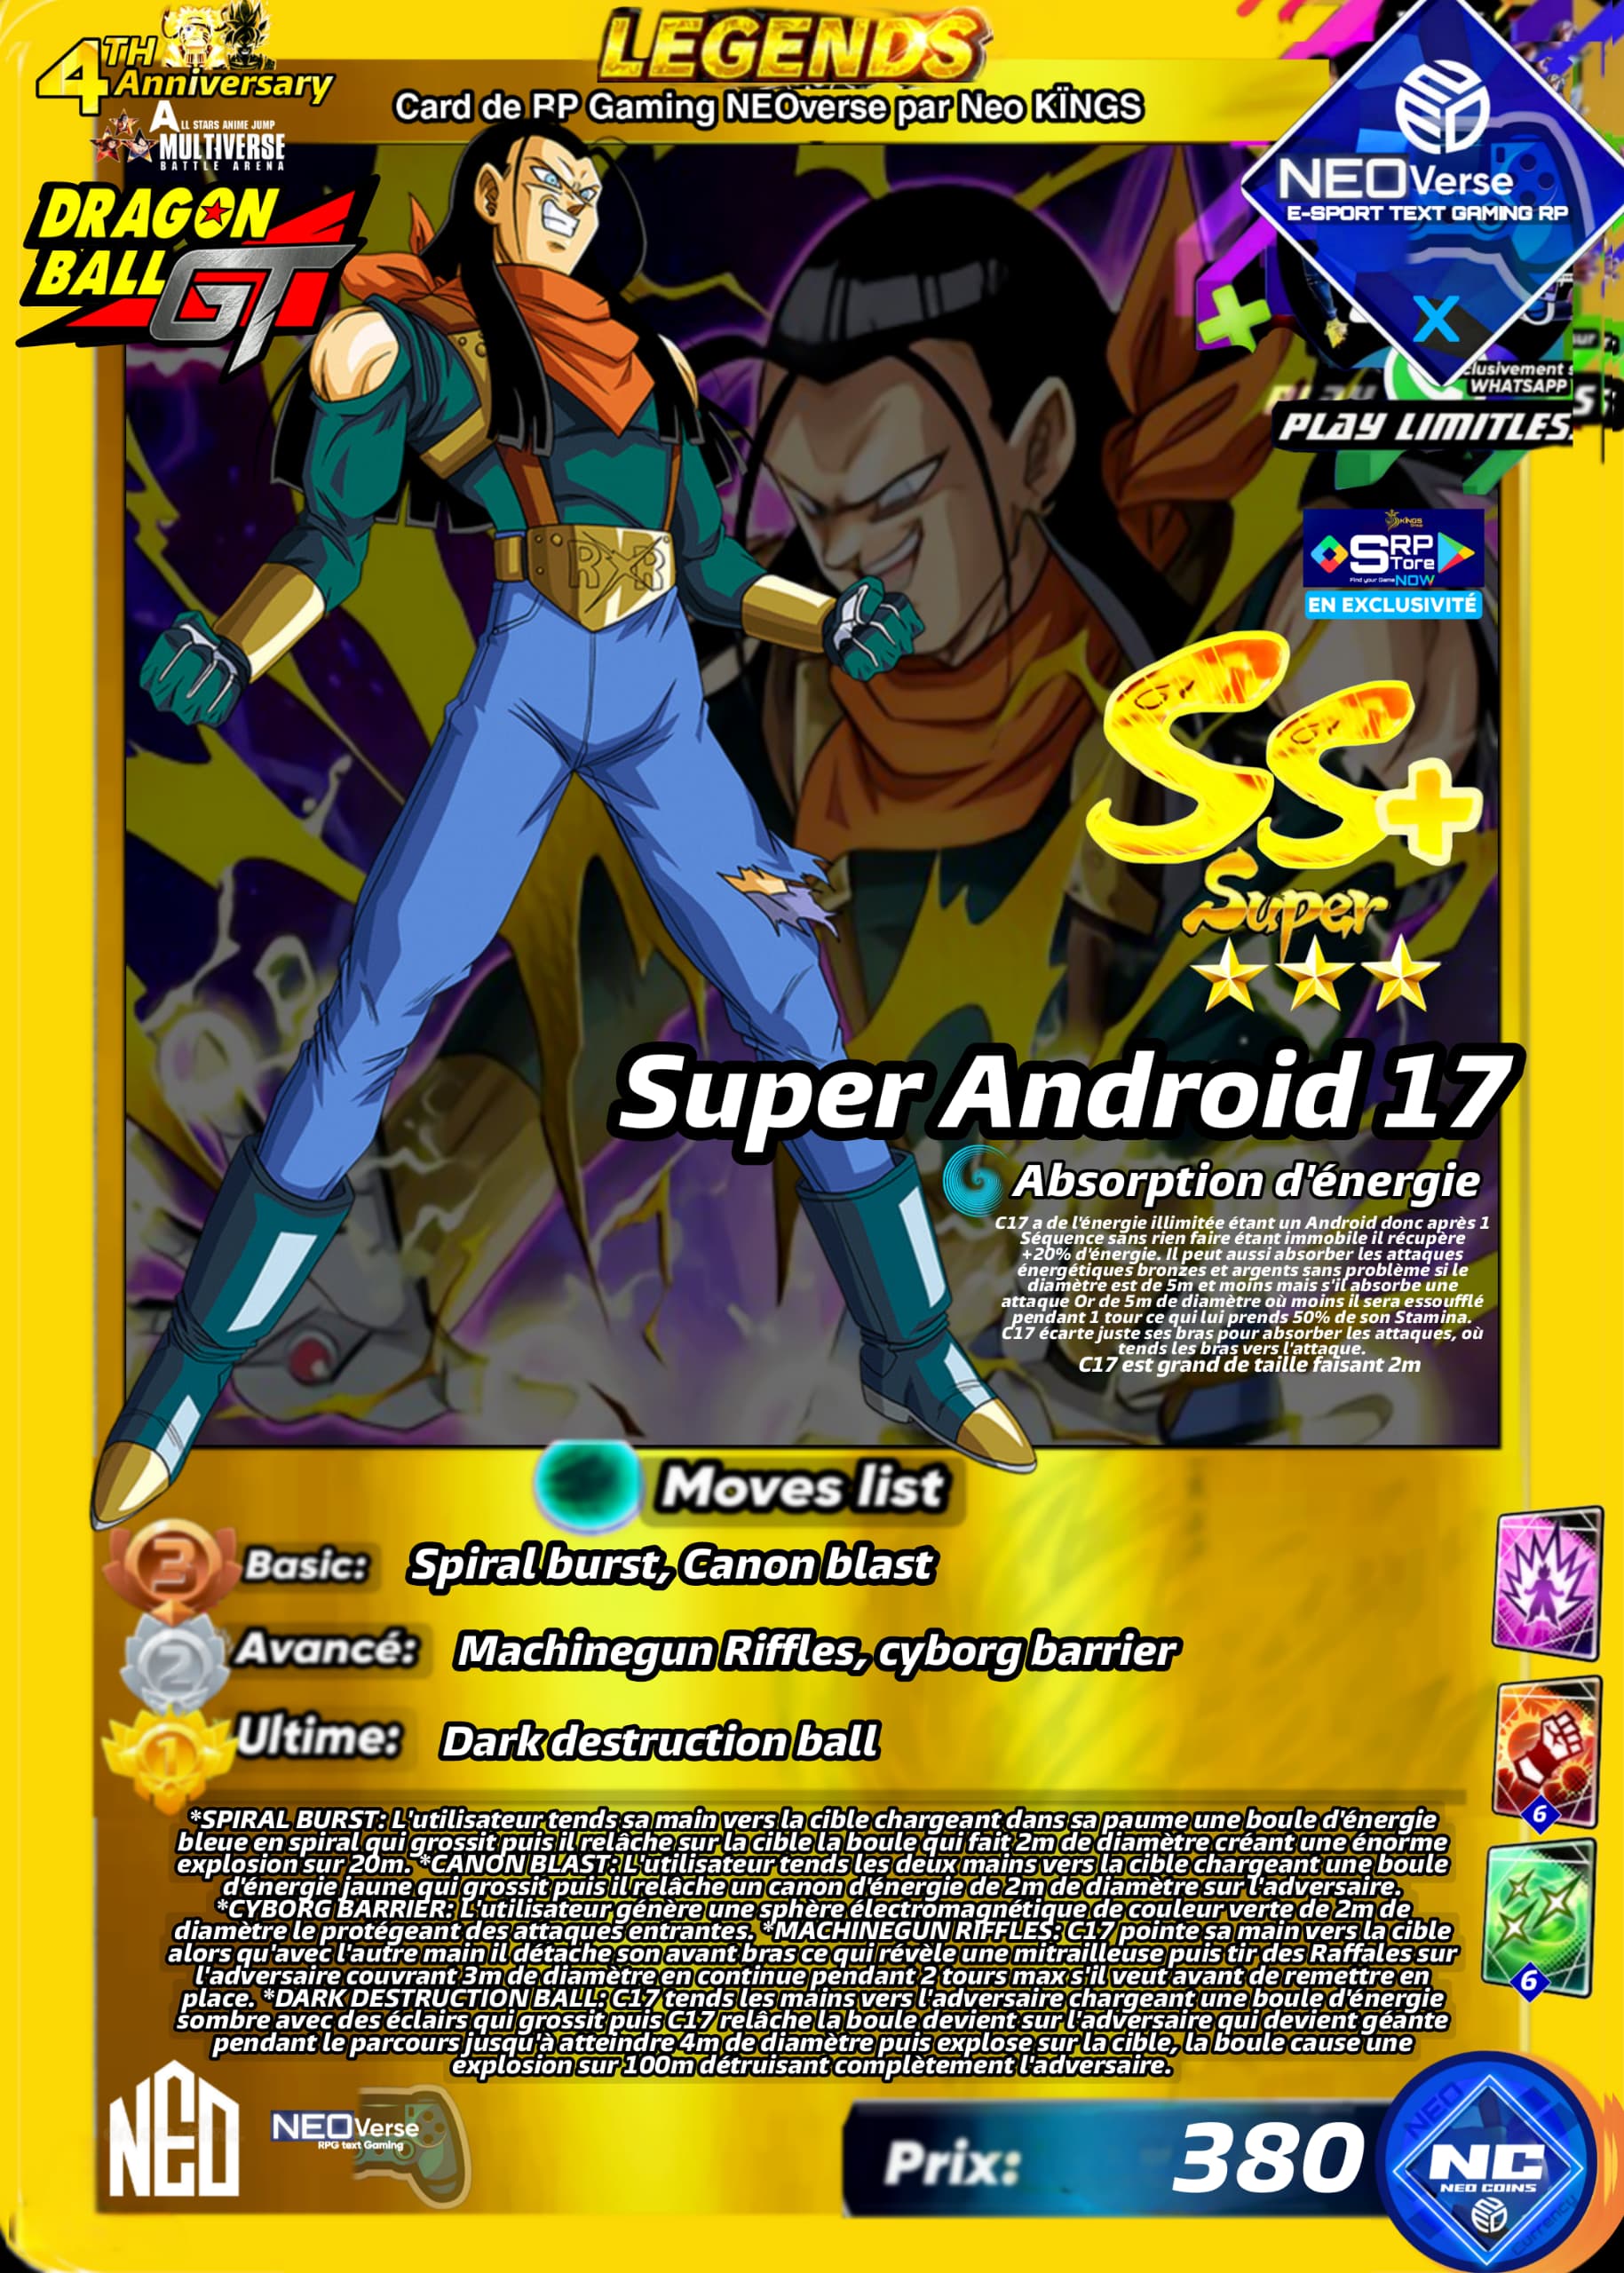 4TH
Anniversary
LEGENDS
Card de RP Gaming NEOverse par Neo KÏNGS
ALL STARS ANIME JUMP
MULTIVERSE
BATTLE ARENA
DRAGON
BALL GT
NEOVerse
E-SPORT TEXT GAMING RP
X
WHATSAPP
PLAY LIMITLES
KINGS
SRP
Tore
Find your Game NOW
EN EXCLUSIVITÉ
RXR
SS+
Super
Super Android 17
Absorption d'énergie
C17 a de l'énergie illimitée étant un Android donc après 1
Séquence sans rien faire étant immobile il récupère
+20% d'énergie. Il peut aussi absorber les attaques
énergétiques bronzes et argents sans problème si le
diamètre est de 5m et moins mais s'il absorbe une
attaque Or de 5m de diamètre où moins il sera essoufflé
pendant 1 tour ce qui lui prends 50% de son Stamina.
C17 écarte juste ses bras pour absorber les attaques, où
tends les bras vers l'attaque.
C17 est grand de taille faisant 2m
Moves list
3 Basic: Spiral burst, Canon blast
2 Avancé: Machinegun Riffles, cyborg barrier
1 Ultime: Dark destruction ball
6
6
*SPIRAL BURST: L'utilisateur tends sa main vers la cible chargeant dans sa paume une boule d'énergie
bleue en spiral qui grossit puis il relâche sur la cible la boule qui fait 2m de diamètre créant une énorme
explosion sur 20m. *CANON BLAST: L'utilisateur tends les deux mains vers la cible chargeant une boule
d'énergie jaune qui grossit puis il relâche un canon d'énergie de 2m de diamètre sur l'adversaire.
*CYBORG BARRIER: L'utilisateur génère une sphère électromagnétique de couleur verte de 2m de
diamètre le protégeant des attaques entrantes. *MACHINEGUN RIFFLES: C17 pointe sa main vers la cible
alors qu'avec l'autre main il détache son avant bras ce qui révèle une mitrailleuse puis tir des Raffales sur
l'adversaire couvrant 3m de diamètre en continue pendant 2 tours max s'il veut avant de remettre en
place. *DARK DESTRUCTION BALL: C17 tends les mains vers l'adversaire chargeant une boule d'énergie
sombre avec des éclairs qui grossit puis C17 relâche la boule devient sur l'adversaire qui devient géante
pendant le parcours jusqu'à atteindre 4m de diamètre puis explose sur la cible, la boule cause une
explosion sur 100m détruisant complètement l'adversaire.
NEO
NEOVerse
RPG text Gaming
Prix: 380
NC
NEO COINS
Currency